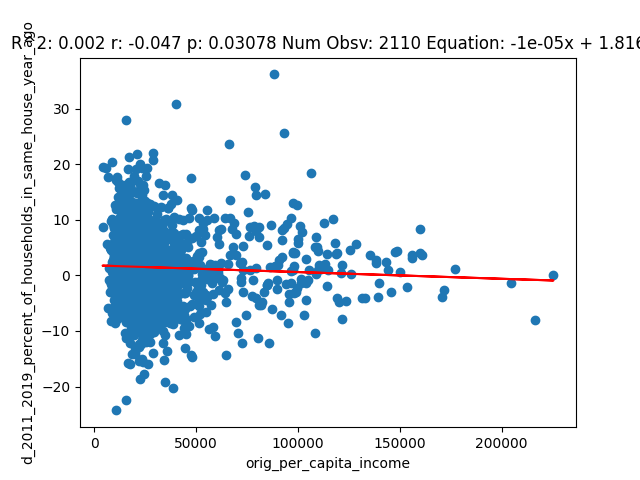 R^2: 0.002 r: -0.047 p: 0.03078 Num Obsv: 2110 Equation: -1e-05x + 1.816
d_2011_2019_percent_of_households_in_same_house_year_ago
30
20
10
0
−10
−20
0 50000 100000 150000 200000
orig_per_capita_income